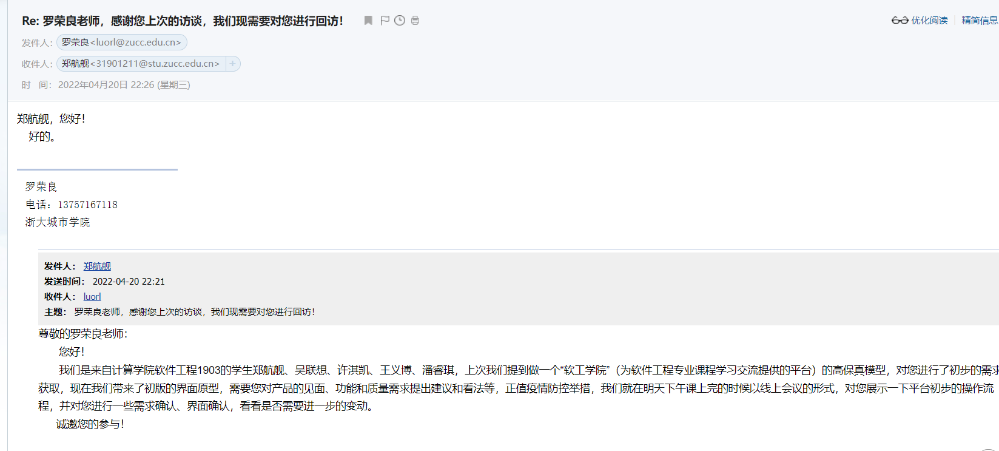 Re: 罗荣良老师，感谢您上次的访谈，我们现需要对您进行回访！
优化阅读 | 精简信息
发件人：罗荣良<luorl@zucc.edu.cn>
收件人：郑航舰<31901211@stu.zucc.edu.cn> +
时 间：2022年04月20日 22:26 (星期三)
郑航舰，您好！
好的。
罗荣良
电话：13757167118
浙大城市学院
发件人： 郑航舰
发送时间： 2022-04-20 22:21
收件人： luorl
主题： 罗荣良老师，感谢您上次的访谈，我们现需要对您进行回访！
尊敬的罗荣良老师：
您好！
我们是来自计算学院软件工程1903的学生郑航舰、吴联想、许淇凯、王义博、潘睿琪，上次我们提到做一个“软工学院”（为软件工程专业课程学习交流提供的平台）的高保真模型，对您进行了初步的需求
获取，现在我们带来了初版的界面原型，需要您对产品的见面、功能和质量需求提出建议和看法等，正值疫情防控举措，我们就在明天下午课上完的时候以线上会议的形式，对您展示一下平台初步的操作流
程，并对您进行一些需求确认、界面确认，看看是否需要进一步的变动。
诚邀您的参与！